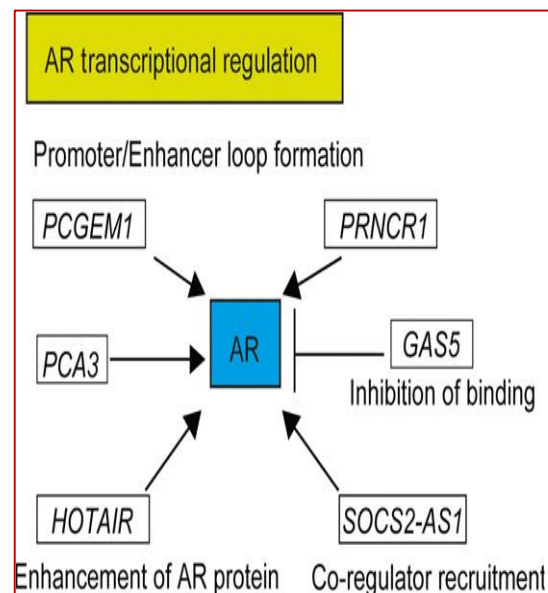 AR transcriptional regulation
Promoter/Enhancer loop formation
PCGEM1
PRNCR1
PCA3
AR
GAS5
Inhibition of binding
HOTAIR
SOCS2-AS1
Enhancement of AR protein
Co-regulator recruitment